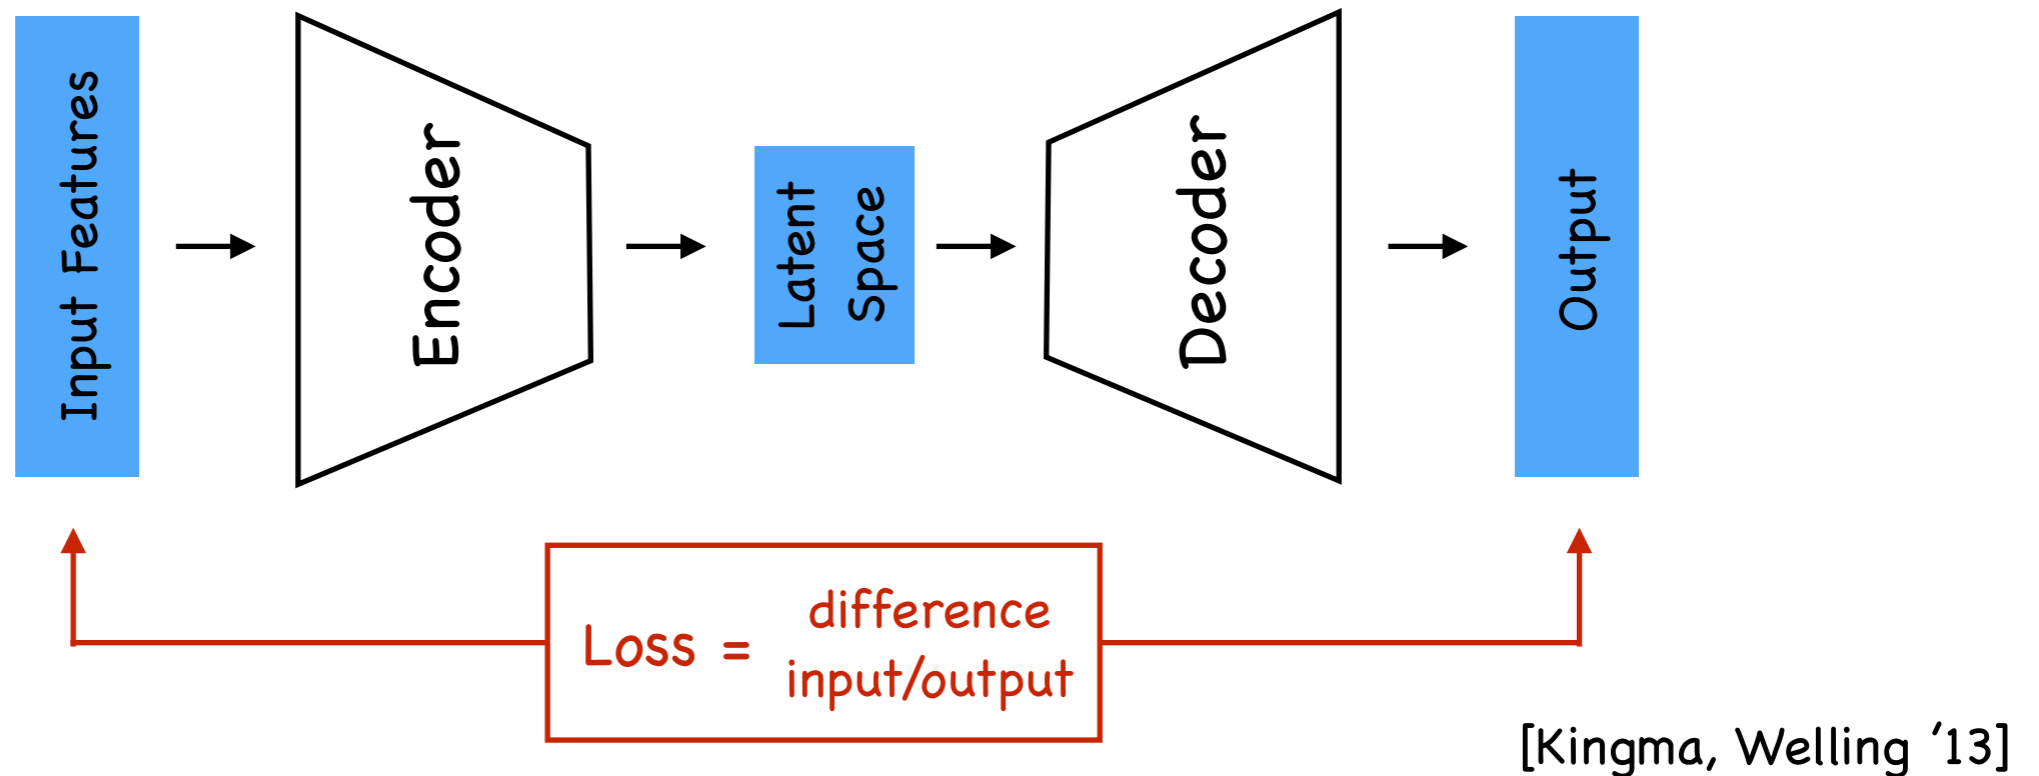 Input Features
Encoder
Latent
Space
Decoder
Output
Loss =
difference
input/output
[Kingma, Welling '13]